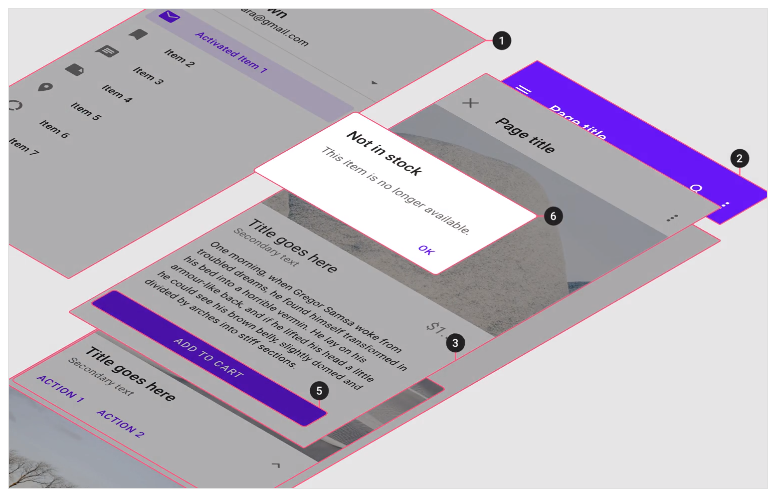 wn
ara@gmail.com
Activated Item 1
Item 2
Item 3
Item 4
Item 5
Item 6
Item 7
1
Page title
2
Page title
Not in stock
This item is no longer available.
OK
6
Title goes here
Secondary text
One morning, when Gregor Samsa woke from
troubled dreams, he found himself transformed in
his bed into a horrible vermin. He lay on his
armour-like back, and if he lifted his head a little
he could see his brown belly, slightly domed and
divided by arches into stiff sections.
$1.
3
ADD TO CART
5
Title goes here
Secondary text
ACTION 1
ACTION 2